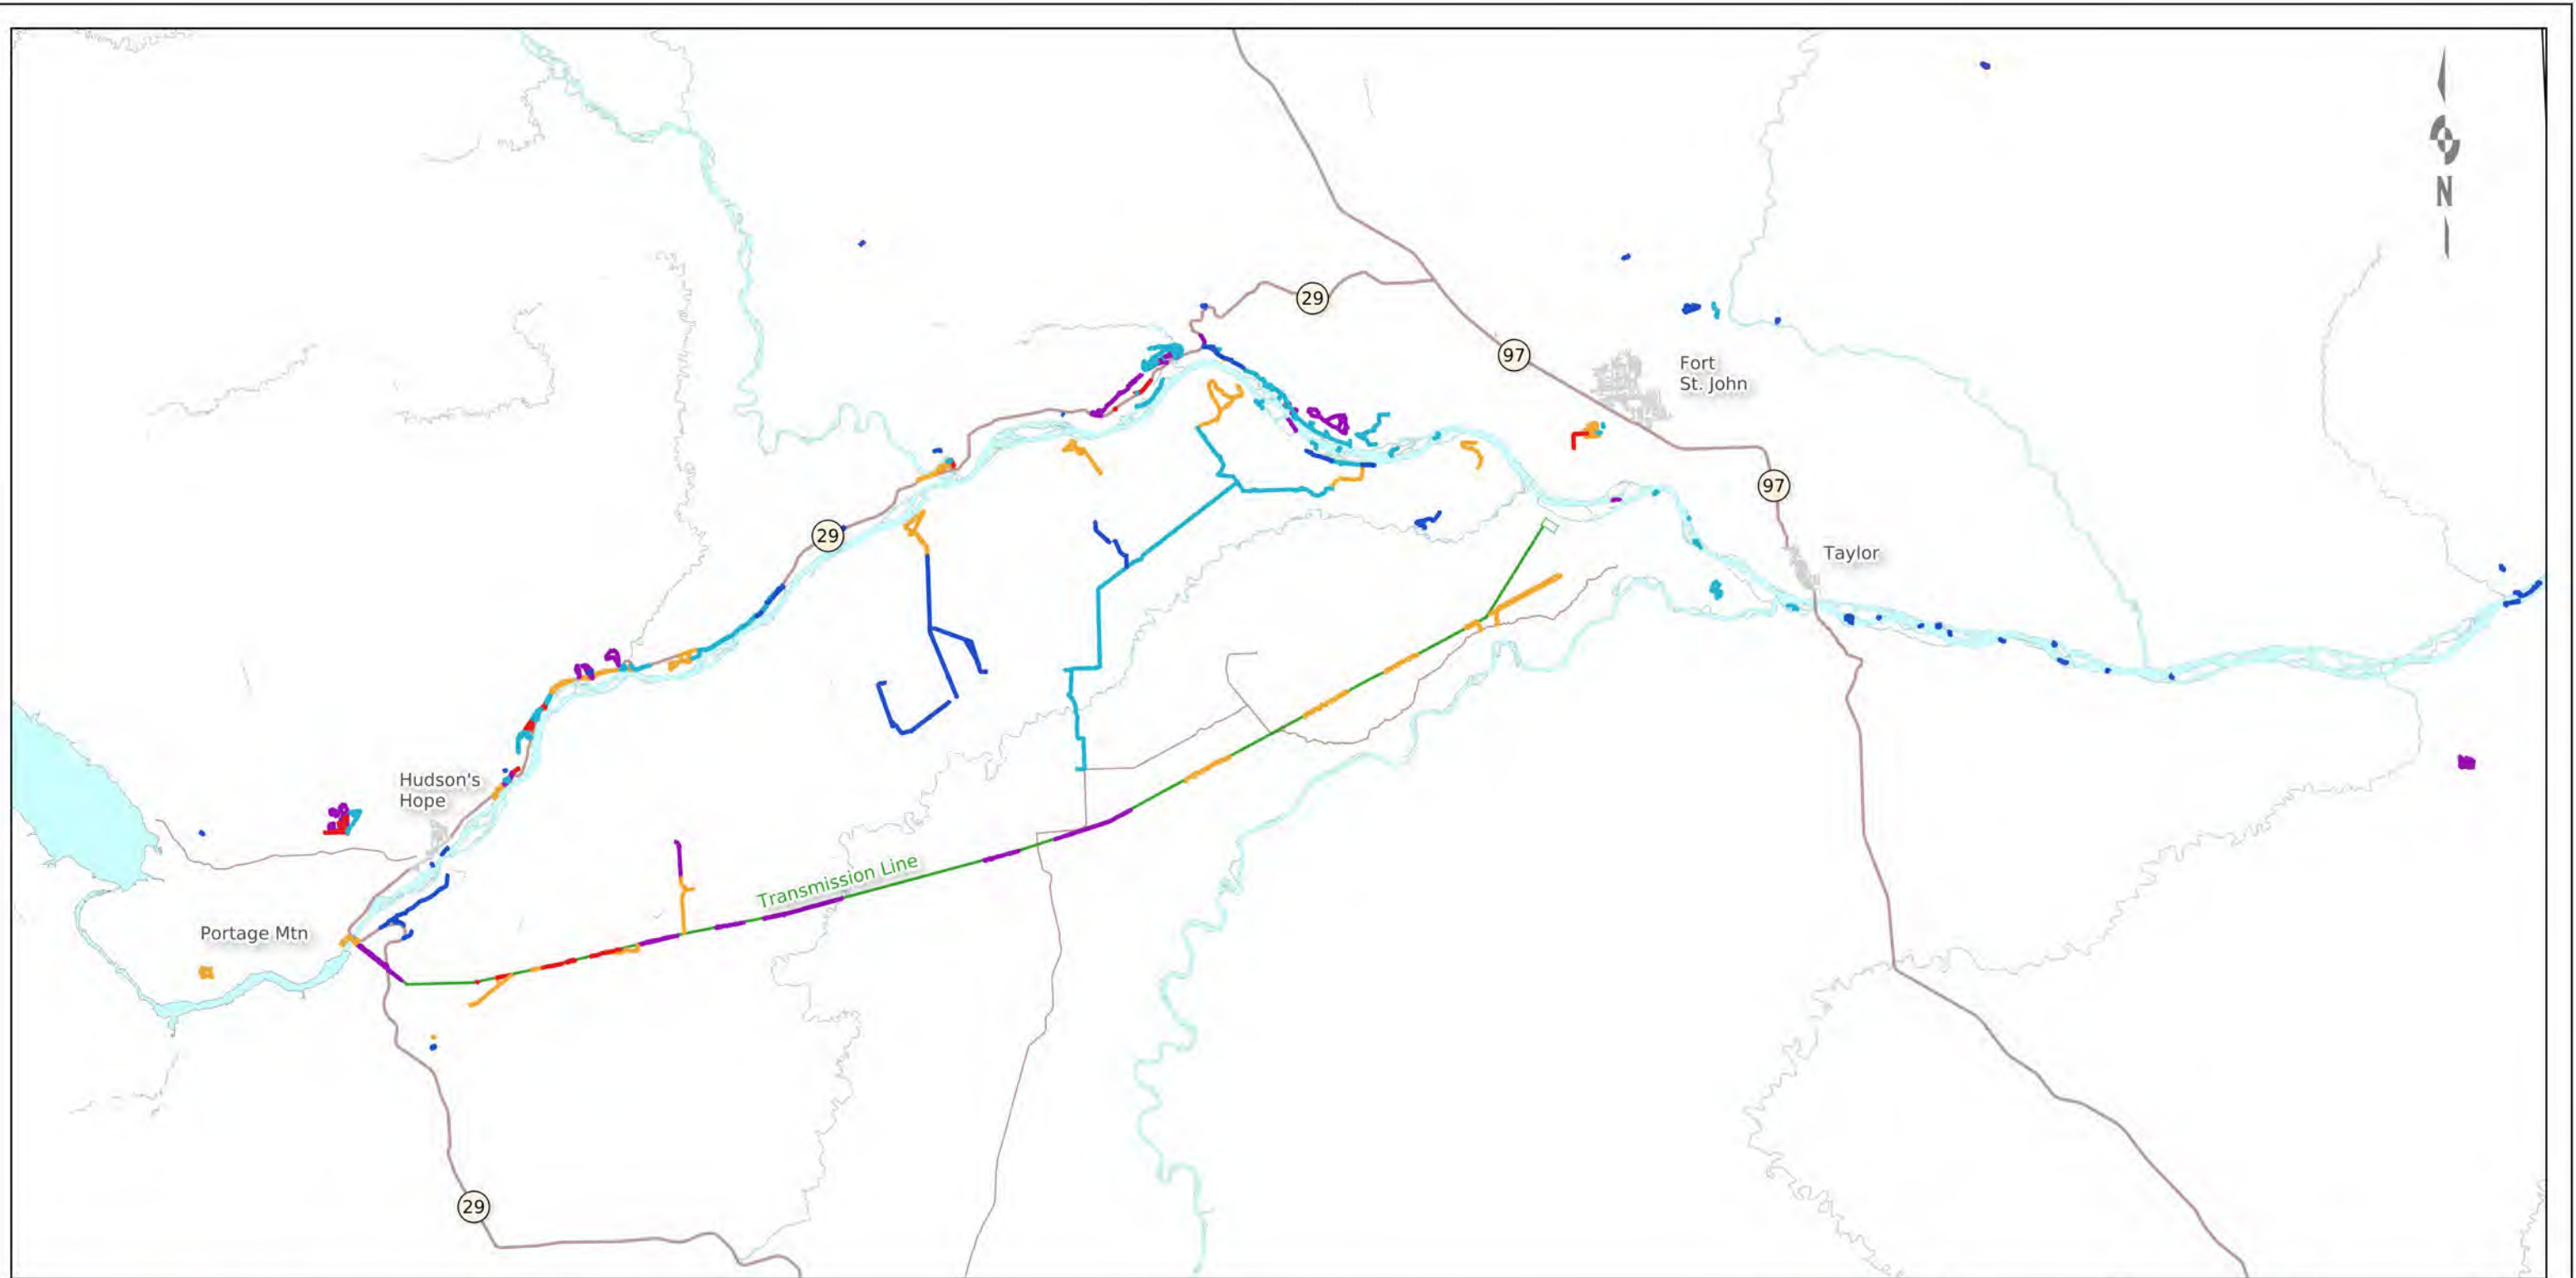 N
29
97
Fort
St. John
97
29
Taylor
Hudson's
Hope
Transmission Line
Portage Mtn
29